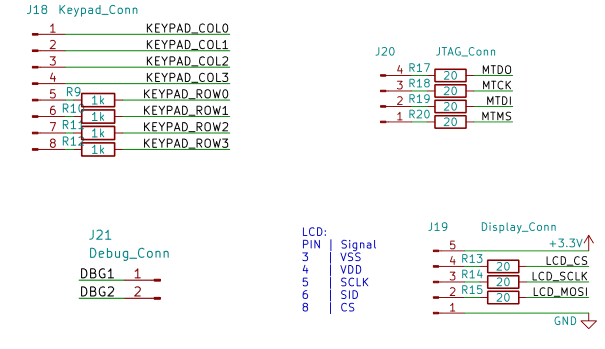 J18 Keypad_Conn
1 KEYPAD_COL0
2 KEYPAD_COL1
3 KEYPAD_COL2
4 KEYPAD_COL3
5 R9 1k KEYPAD_ROW0
6 R10 1k KEYPAD_ROW1
7 R11 1k KEYPAD_ROW2
8 R12 1k KEYPAD_ROW3
J20 JTAG_Conn
4 R17 20 MTDO
3 R18 20 MTCK
2 R19 20 MTDI
1 R20 20 MTMS
J21
Debug_Conn
DBG1 1
DBG2 2
LCD:
PIN | Signal
3 | VSS
4 | VDD
5 | SCLK
6 | SID
8 | CS
J19 Display_Conn
5 +3.3V
4 R13 20 LCD_CS
3 R14 20 LCD_SCLK
2 R15 20 LCD_MOSI
1 GND